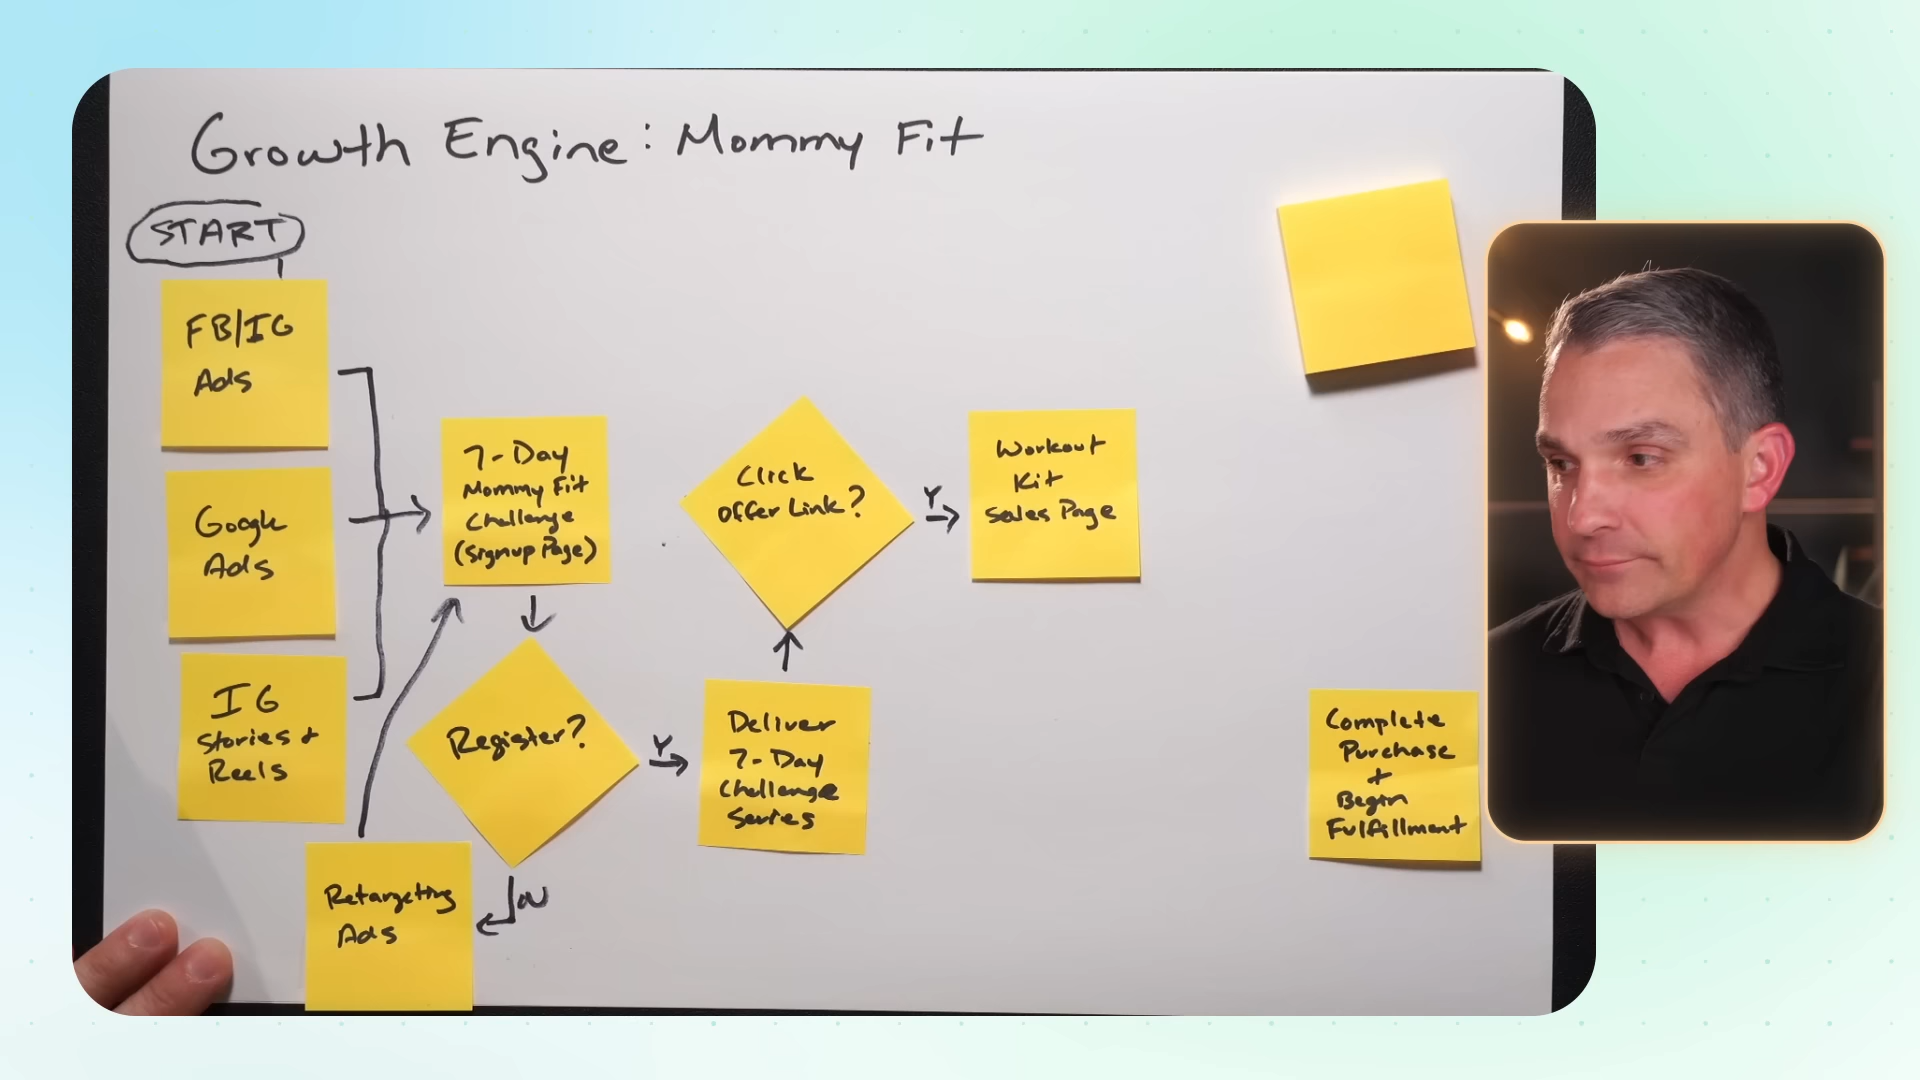 Growth Engine: Mommy Fit
START
FB/IG
Ads
Google
Ads
IG
Stories +
Reels
7-Day
Mommy Fit
Challenge
(Signup Page)
Register?
Y
N
Retargeting
Ads
Deliver
7-Day
Challenge
Series
Click
Offer Link?
Y
Workout
Kit
Sales Page
Complete
Purchase
+
Begin
Fulfillment